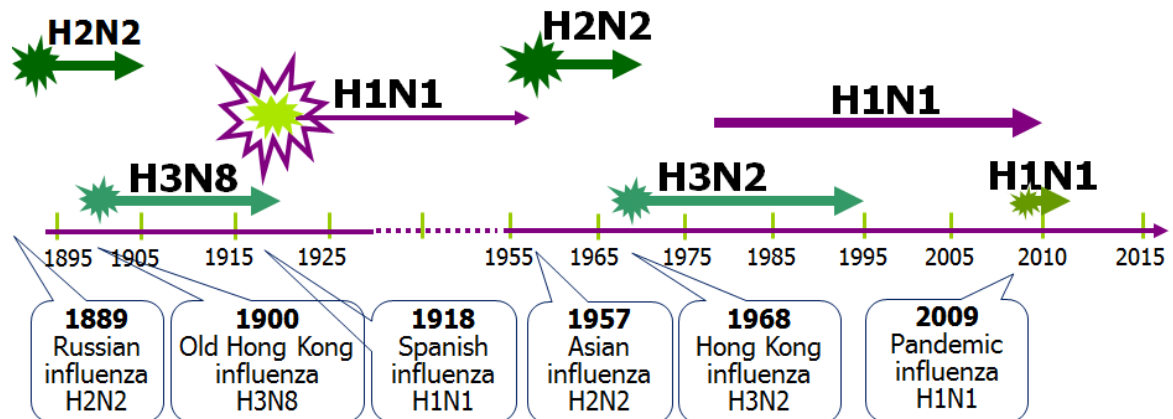 H2N2
H2N2
H1N1
H1N1
H3N8
H3N2
H1N1
1895 1905 1915 1925 1955 1965 1975 1985 1995 2005 2010 2015
1889
Russian
influenza
H2N2
1900
Old Hong Kong
influenza
H3N8
1918
Spanish
influenza
H1N1
1957
Asian
influenza
H2N2
1968
Hong Kong
influenza
H3N2
2009
Pandemic
influenza
H1N1